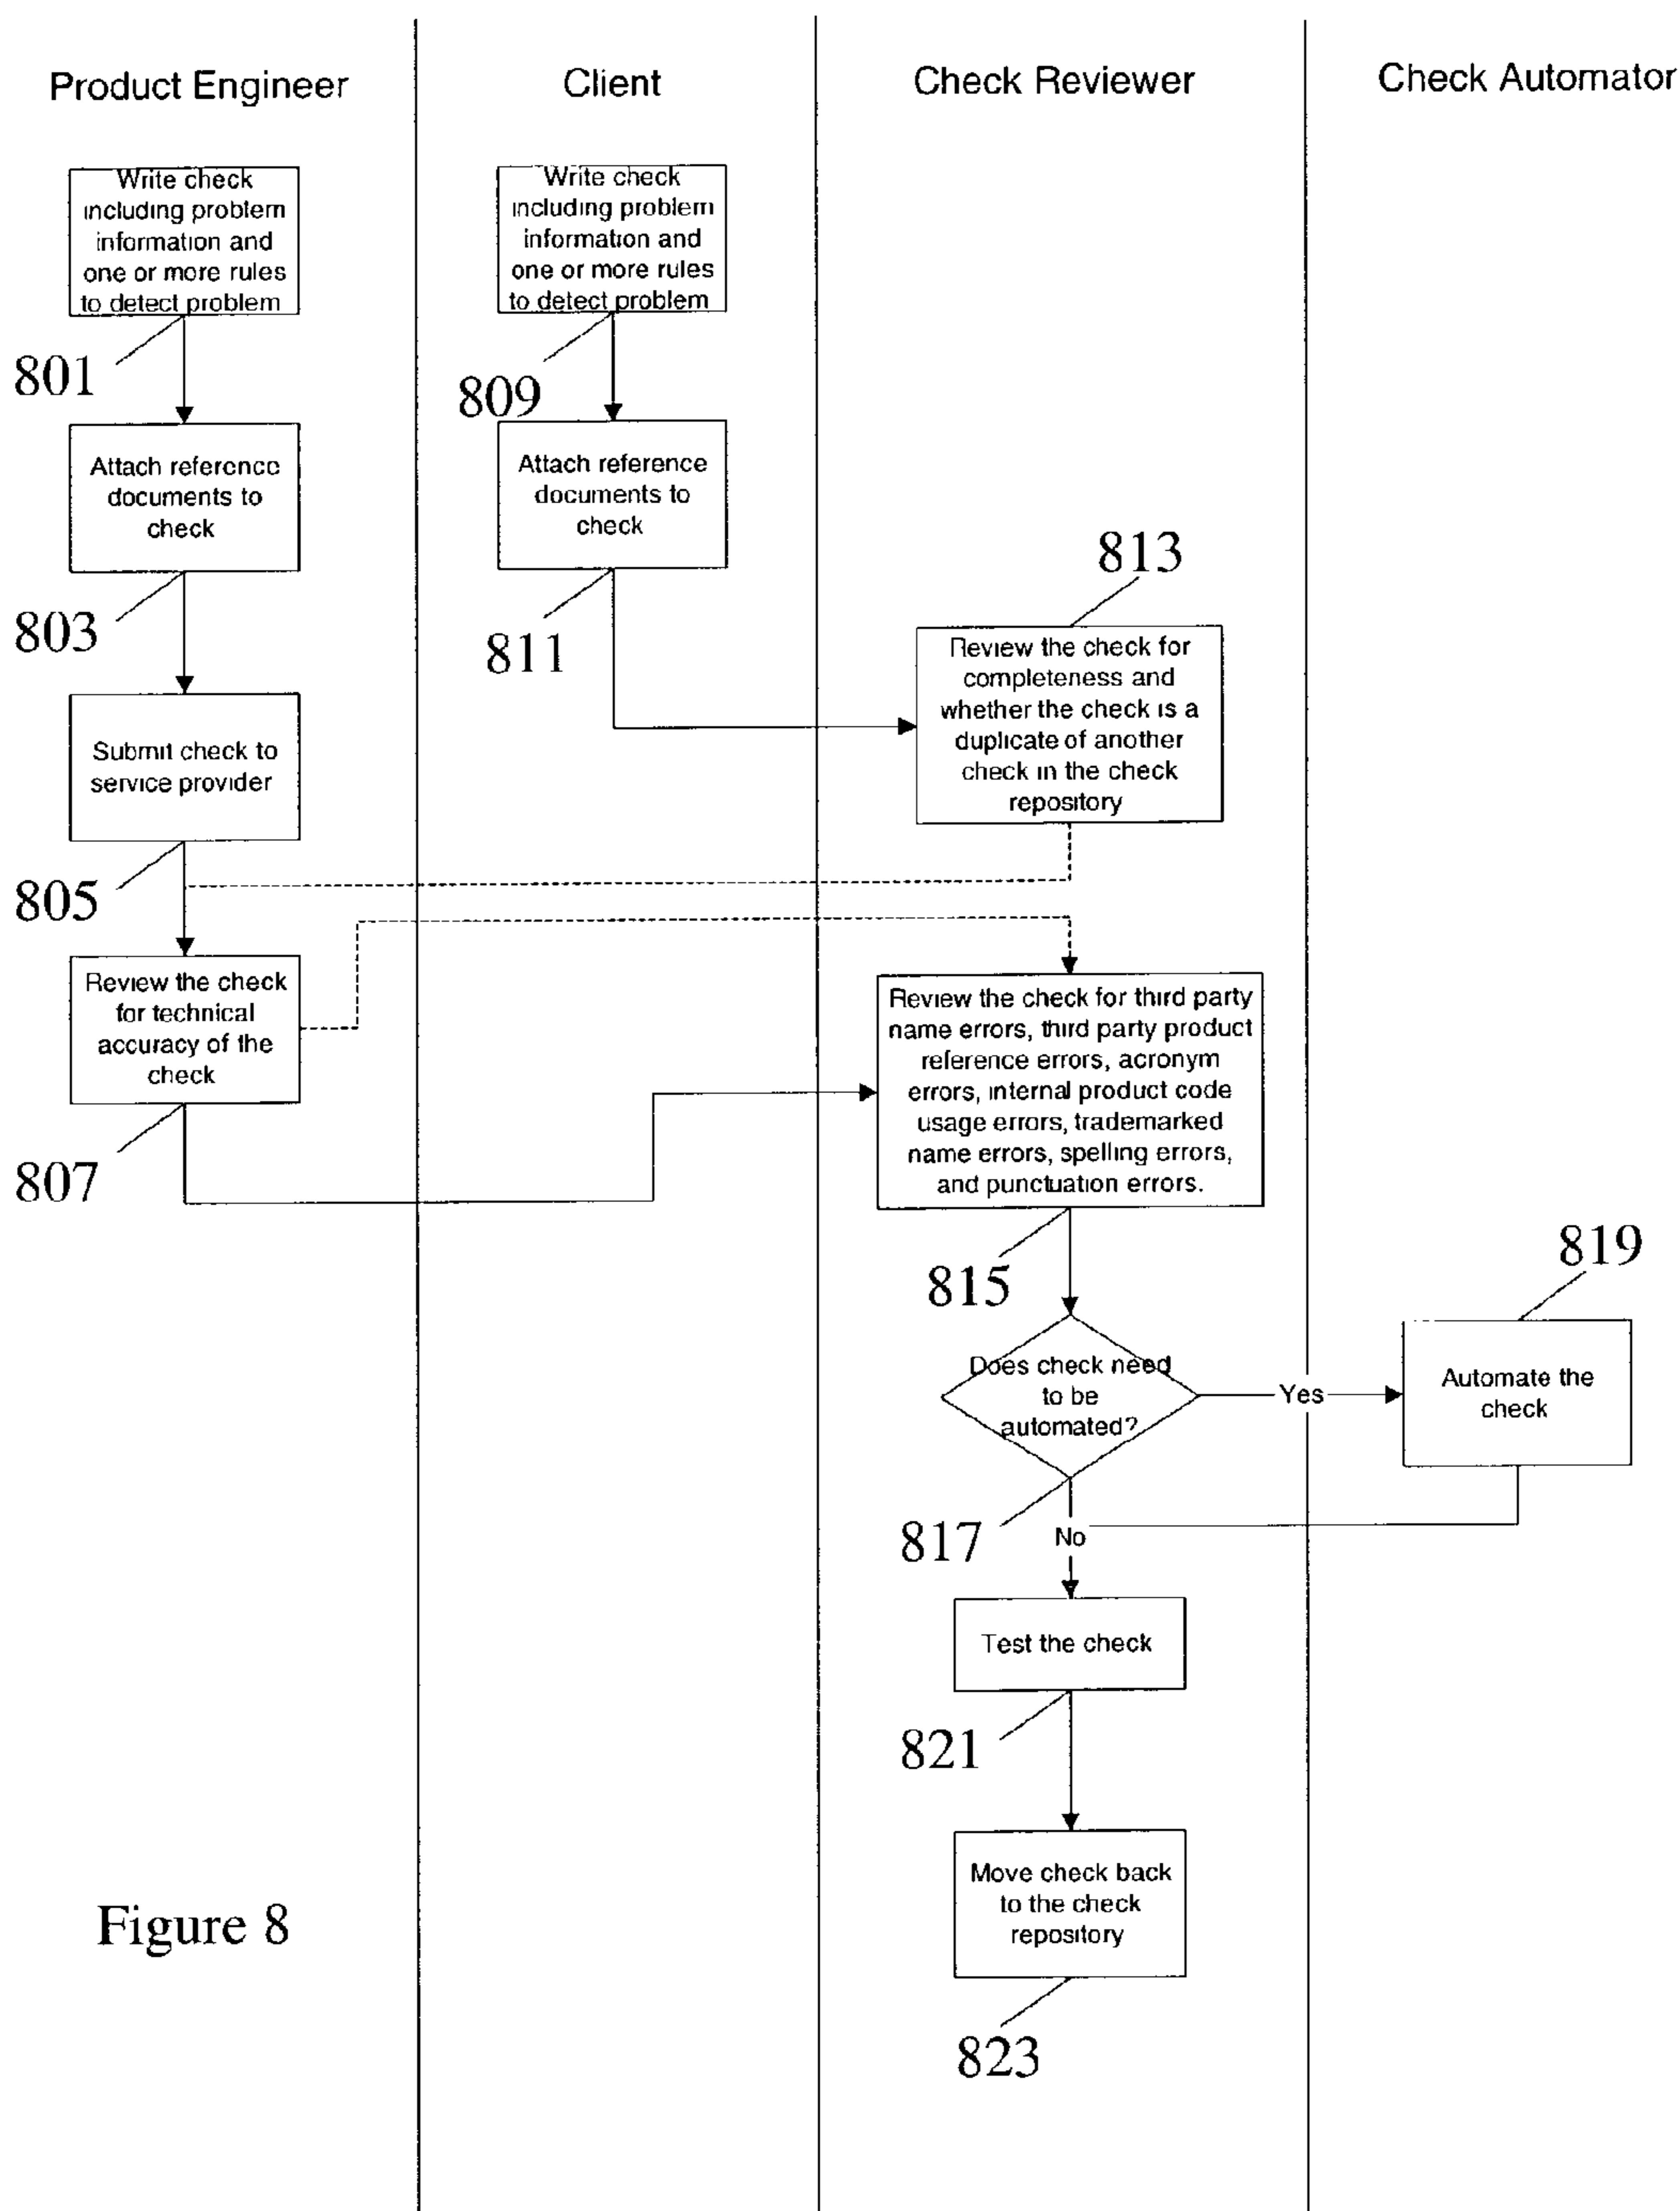 Product Engineer
Client
Check Reviewer
Check Automator
Write check
including problem
information and
one or more rules
to detect problem
801
Attach reference
documents to
check
803
Submit check to
service provider
805
Review the check
for technical
accuracy of the
check
807
Write check
including problem
information and
one or more rules
to detect problem
809
Attach reference
documents to
check
811
813
Review the check for
completeness and
whether the check is a
duplicate of another
check in the check
repository
Review the check for third party
name errors, third party product
reference errors, acronym
errors, internal product code
usage errors, trademarked
name errors, spelling errors,
and punctuation errors.
815
Does check need
to be
automated?
817
Yes
No
819
Automate the
check
Test the check
821
Move check back
to the check
repository
823
Figure 8